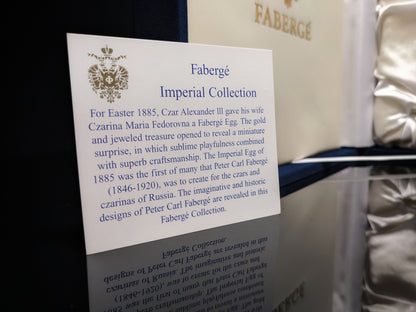 FABERGÉ
Fabergé
Imperial Collection
For Easter 1885, Czar Alexander III gave his wife
Czarina Maria Fedorovna a Fabergé Egg. The gold
and jeweled treasure opened to reveal a miniature
surprise, in which sublime playfulness combined
with superb craftsmanship. The Imperial Egg of
1885 was the first of many that Peter Carl Fabergé
(1846-1920), was to create for the czars and
czarinas of Russia. The imaginative and historic
designs of Peter Carl Fabergé are revealed in this
Fabergé Collection.